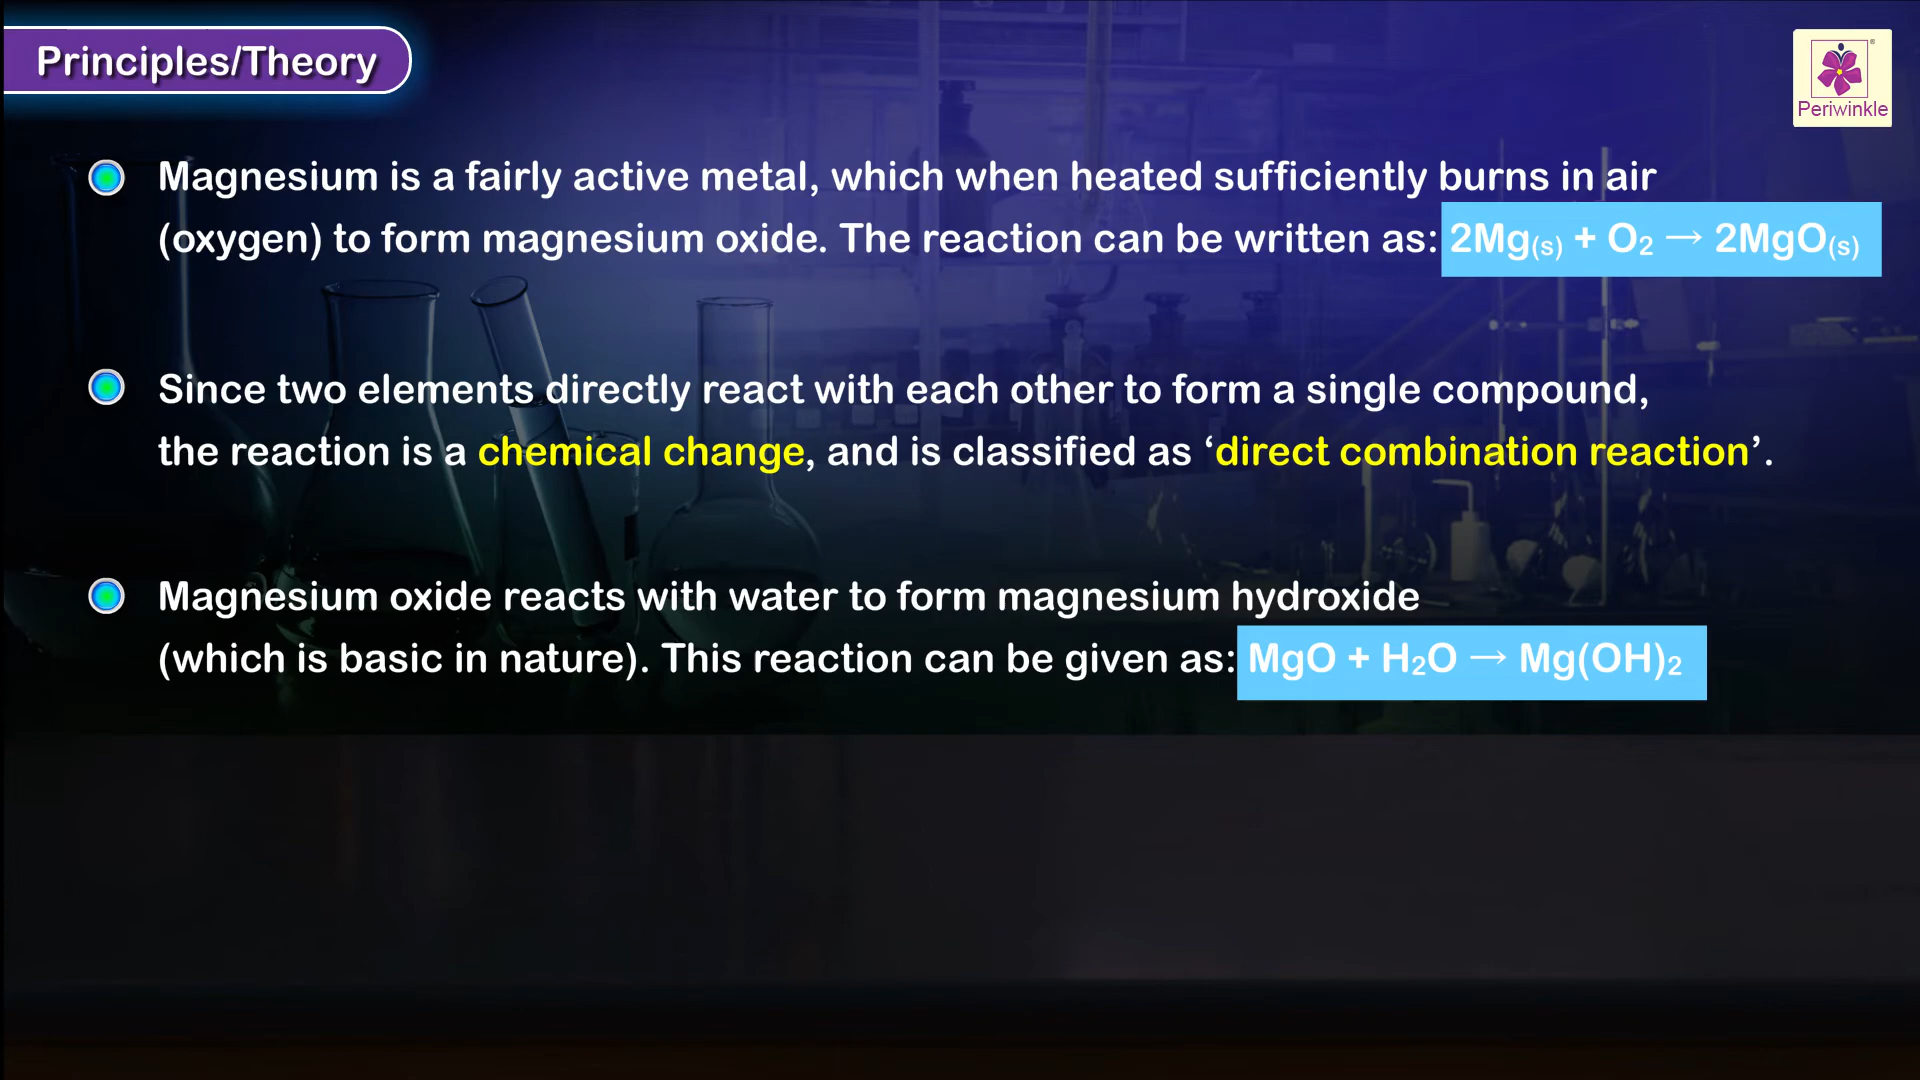 Principles/Theory
Periwinkle
Magnesium is a fairly active metal, which when heated sufficiently burns in air
(oxygen) to form magnesium oxide. The reaction can be written as: 2Mg(s) + O₂ → 2MgO(s)
Since two elements directly react with each other to form a single compound,
the reaction is a chemical change, and is classified as ‘direct combination reaction’.
Magnesium oxide reacts with water to form magnesium hydroxide
(which is basic in nature). This reaction can be given as: MgO + H₂O → Mg(OH)₂